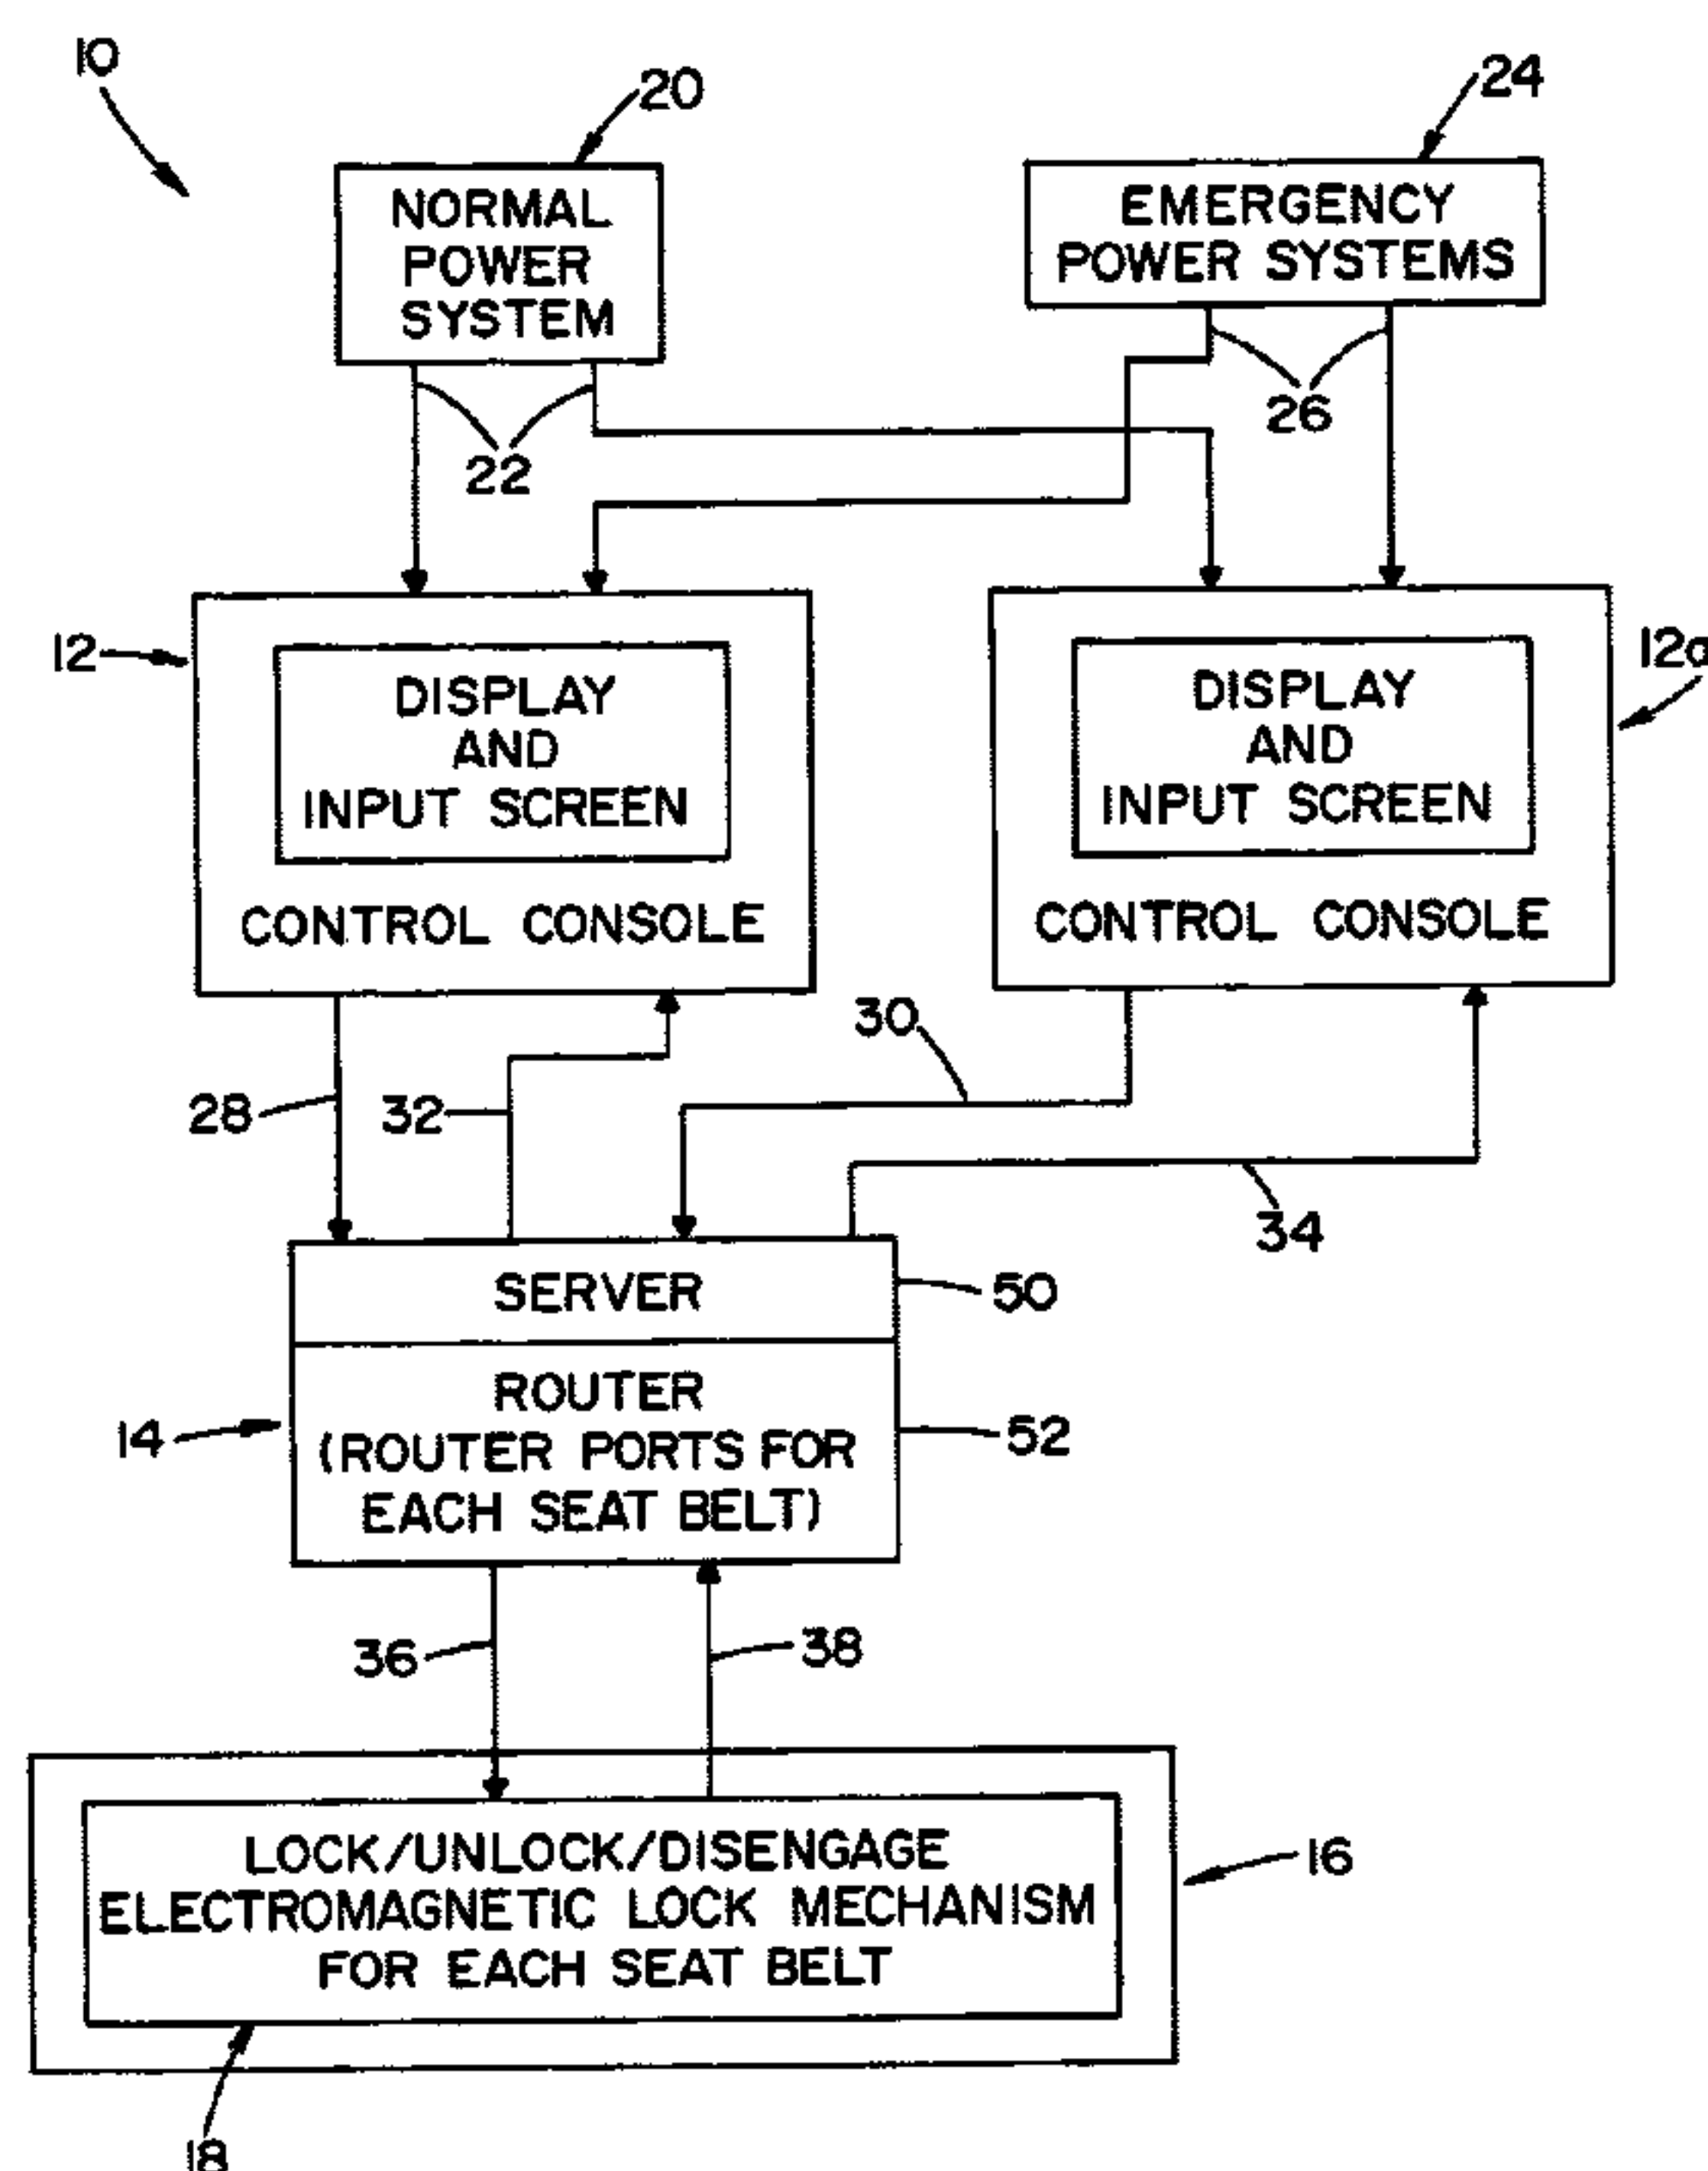 10
20
24
NORMAL
POWER
SYSTEM
EMERGENCY
POWER SYSTEMS
22
26
12
12a
DISPLAY
AND
INPUT SCREEN
CONTROL CONSOLE
DISPLAY
AND
INPUT SCREEN
CONTROL CONSOLE
28
32
30
34
SERVER
50
ROUTER
(ROUTER PORTS FOR
EACH SEAT BELT)
14
52
36
38
LOCK/UNLOCK/DISENGAGE
ELECTROMAGNETIC LOCK MECHANISM
FOR EACH SEAT BELT
16
18